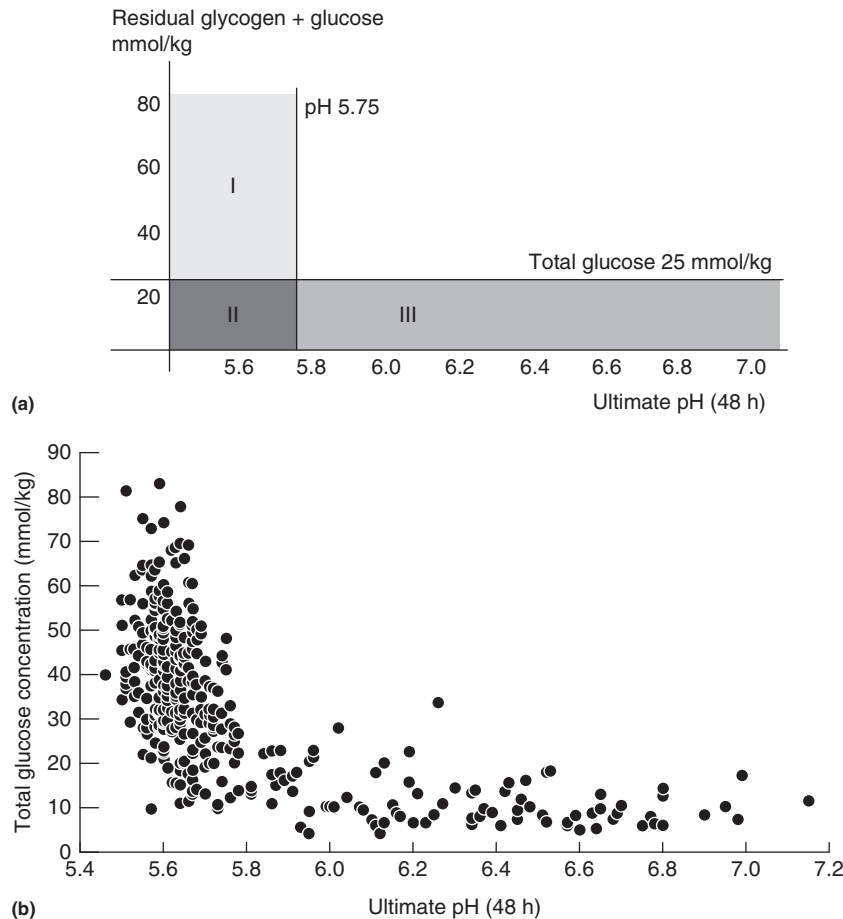 Residual glycogen + glucose
mmol/kg
80
pH 5.75
60
I
40
Total glucose 25 mmol/kg
20
II
III
5.6 5.8 6.0 6.2 6.4 6.6 6.8 7.0
(a)
Ultimate pH (48 h)
90
80
70
60
50
40
30
20
10
0
Total glucose concentration (mmol/kg)
5.4 5.6 5.8 6.0 6.2 6.4 6.6 6.8 7.0 7.2
(b)
Ultimate pH (48 h)